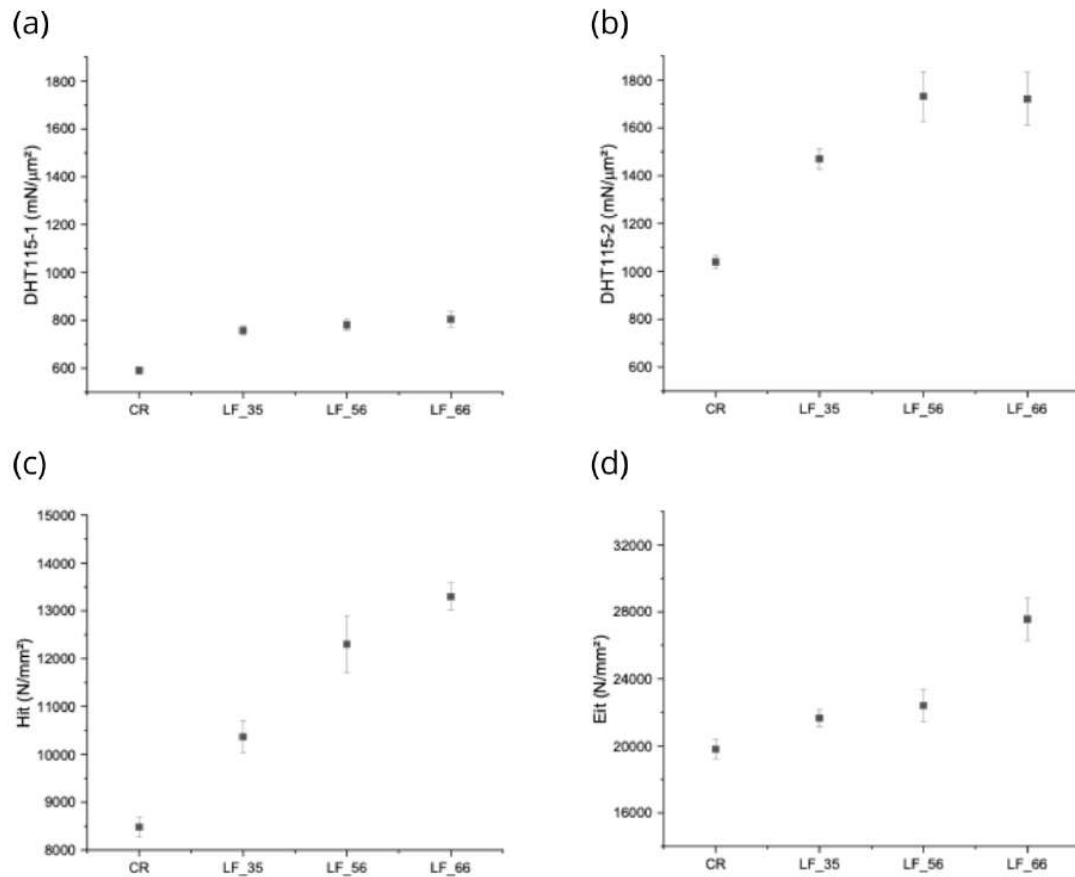 (a)
DHT115-1 (mN/μm²)
1800
1600
1400
1200
1000
800
600
CR LF_35 LF_56 LF_66
(b)
DHT115-2 (mN/μm²)
1800
1600
1400
1200
1000
800
600
CR LF_35 LF_56 LF_66
(c)
Hit (N/mm²)
15000
14000
13000
12000
11000
10000
9000
8000
CR LF_35 LF_56 LF_66
(d)
Eit (N/mm²)
32000
28000
24000
20000
16000
CR LF_35 LF_56 LF_66